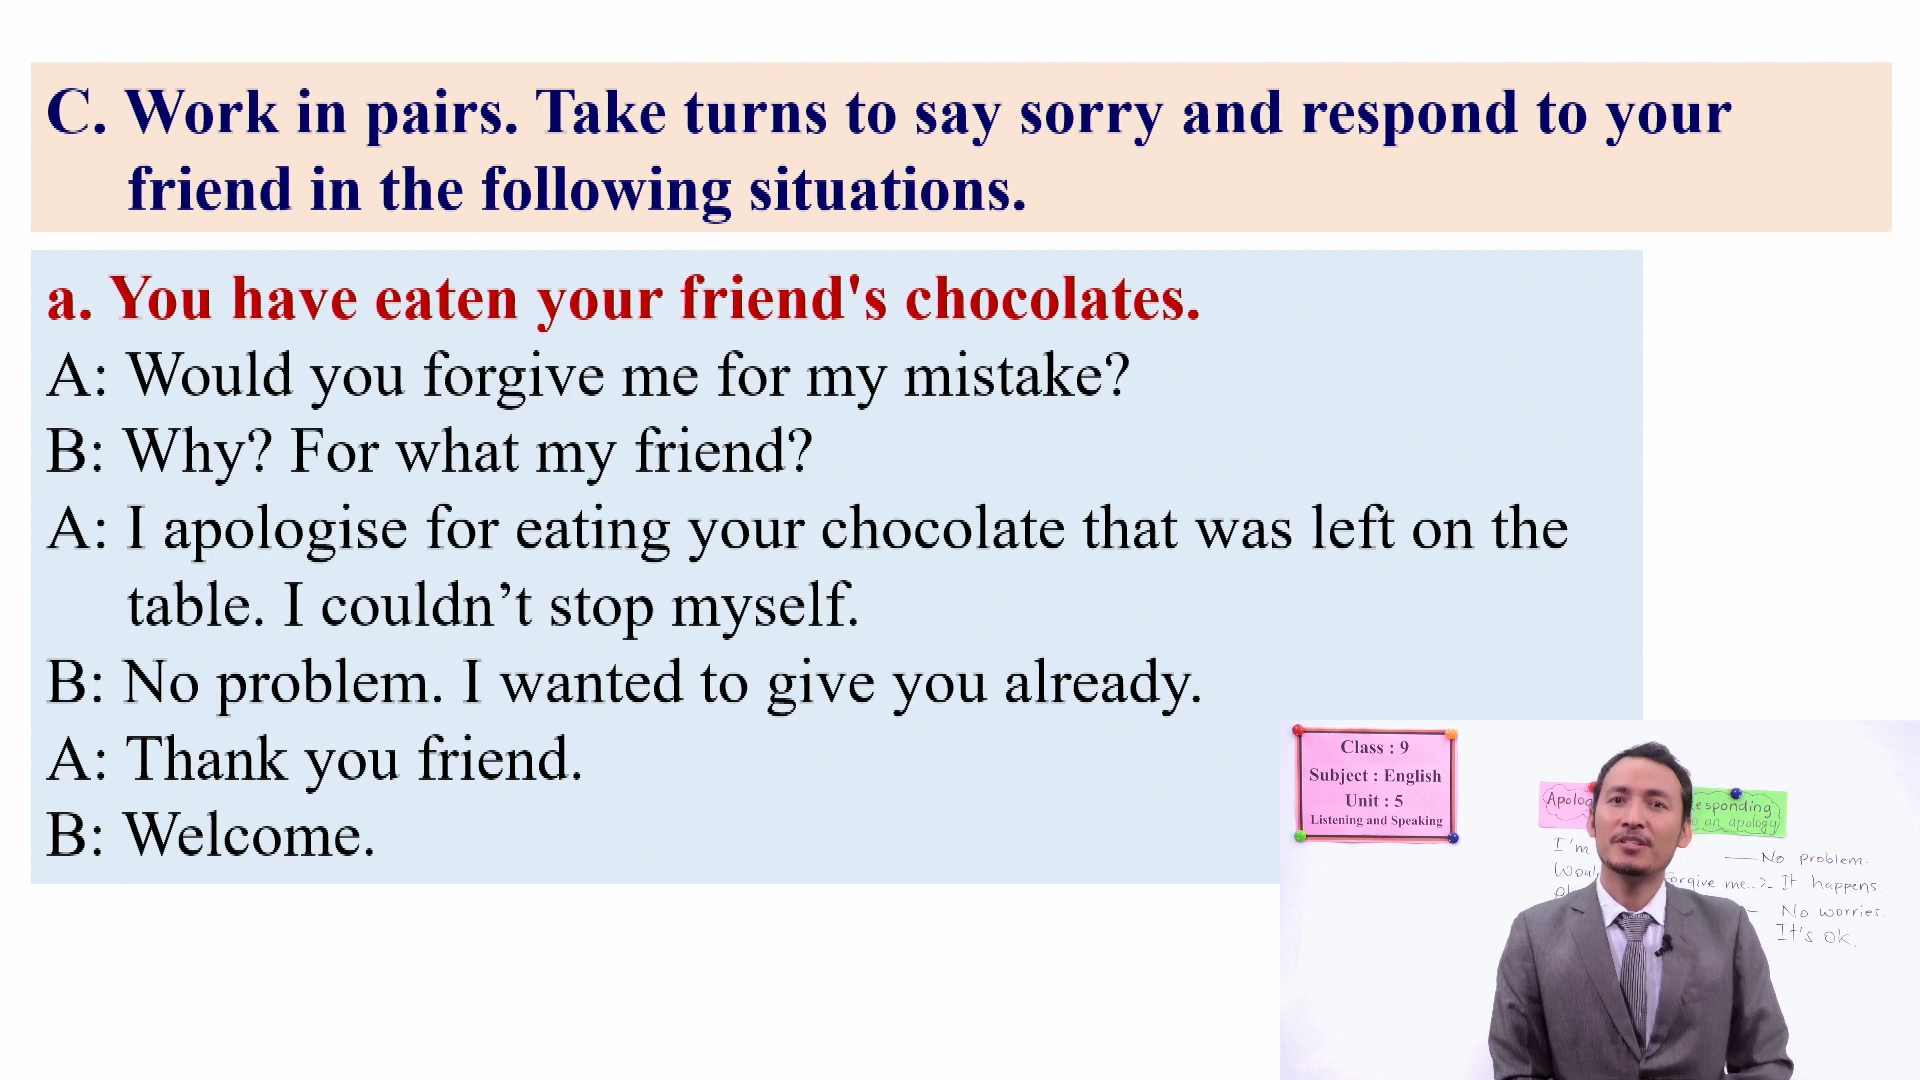 C. Work in pairs. Take turns to say sorry and respond to your
friend in the following situations.
a. You have eaten your friend's chocolates.
A: Would you forgive me for my mistake?
B: Why? For what my friend?
A: I apologise for eating your chocolate that was left on the
table. I couldn’t stop myself.
B: No problem. I wanted to give you already.
A: Thank you friend.
B: Welcome.
Class : 9
Subject : English
Unit : 5
Listening and Speaking
I'm
No problem.
forgive me...?
It happens
No worries.
It's ok.
an apology